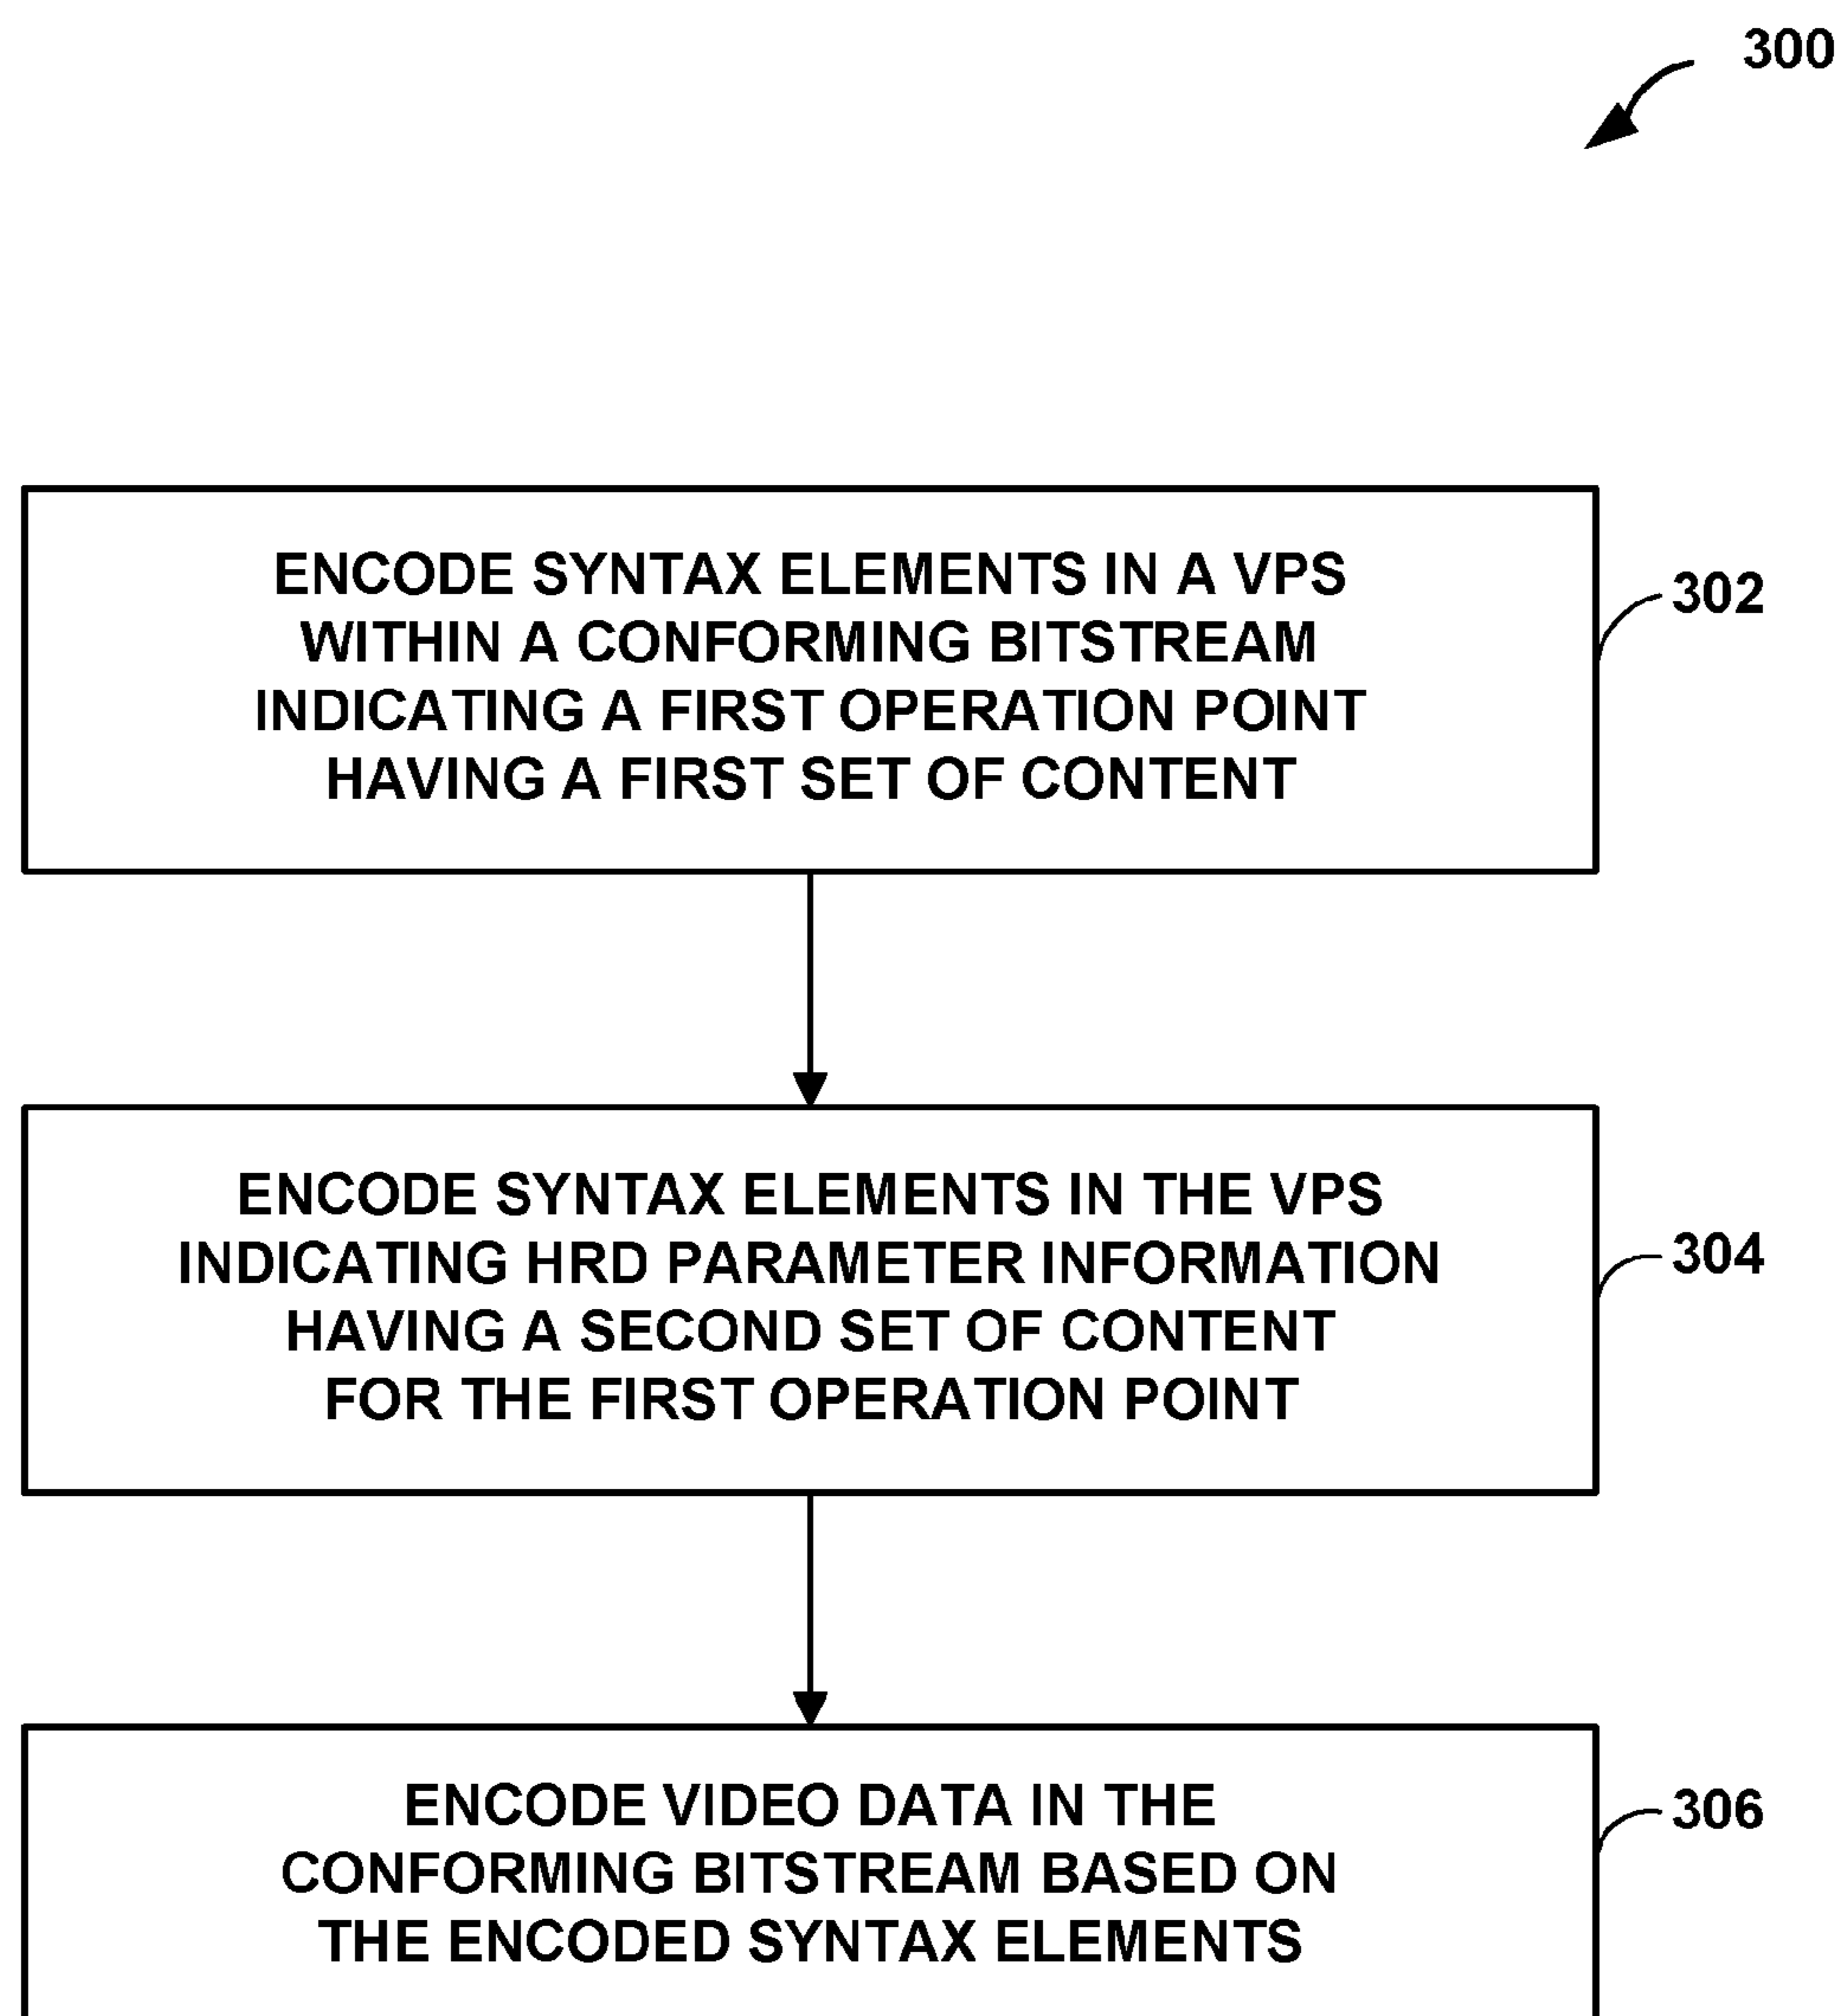 300
ENCODE SYNTAX ELEMENTS IN A VPS
WITHIN A CONFORMING BITSTREAM
INDICATING A FIRST OPERATION POINT
HAVING A FIRST SET OF CONTENT
302
ENCODE SYNTAX ELEMENTS IN THE VPS
INDICATING HRD PARAMETER INFORMATION
HAVING A SECOND SET OF CONTENT
FOR THE FIRST OPERATION POINT
304
ENCODE VIDEO DATA IN THE
CONFORMING BITSTREAM BASED ON
THE ENCODED SYNTAX ELEMENTS
306